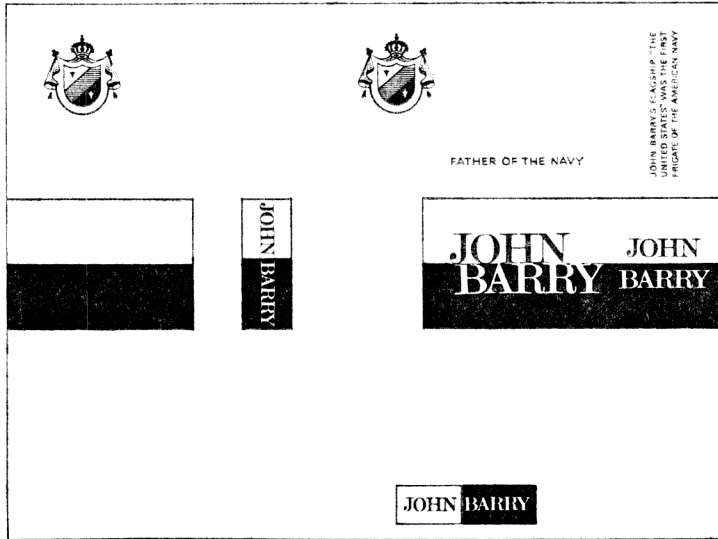 JOHN BARRY'S FLAGSHIP "THE
UNITED STATES" WAS THE FIRST
FRIGATE OF THE AMERICAN NAVY
FATHER OF THE NAVY
JOHN BARRY
JOHN
BARRY
JOHN
BARRY
JOHN BARRY